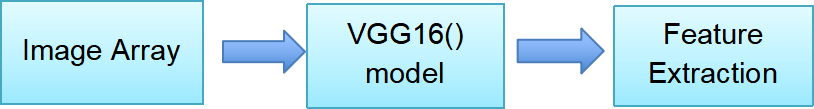 Image Array
VGG16()
model
Feature
Extraction